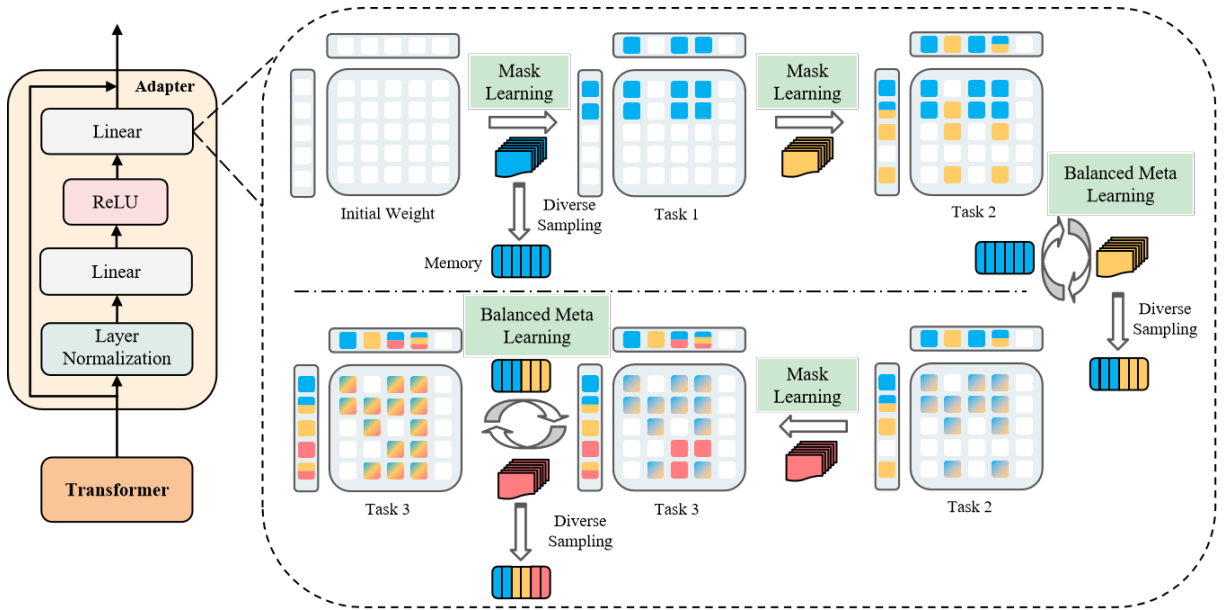 Adapter
Linear
ReLU
Linear
Layer
Normalization
Transformer
Initial Weight
Mask
Learning
Diverse
Sampling
Memory
Task 1
Mask
Learning
Task 2
Balanced Meta
Learning
Diverse
Sampling
Task 2
Mask
Learning
Task 3
Balanced Meta
Learning
Diverse
Sampling
Task 3